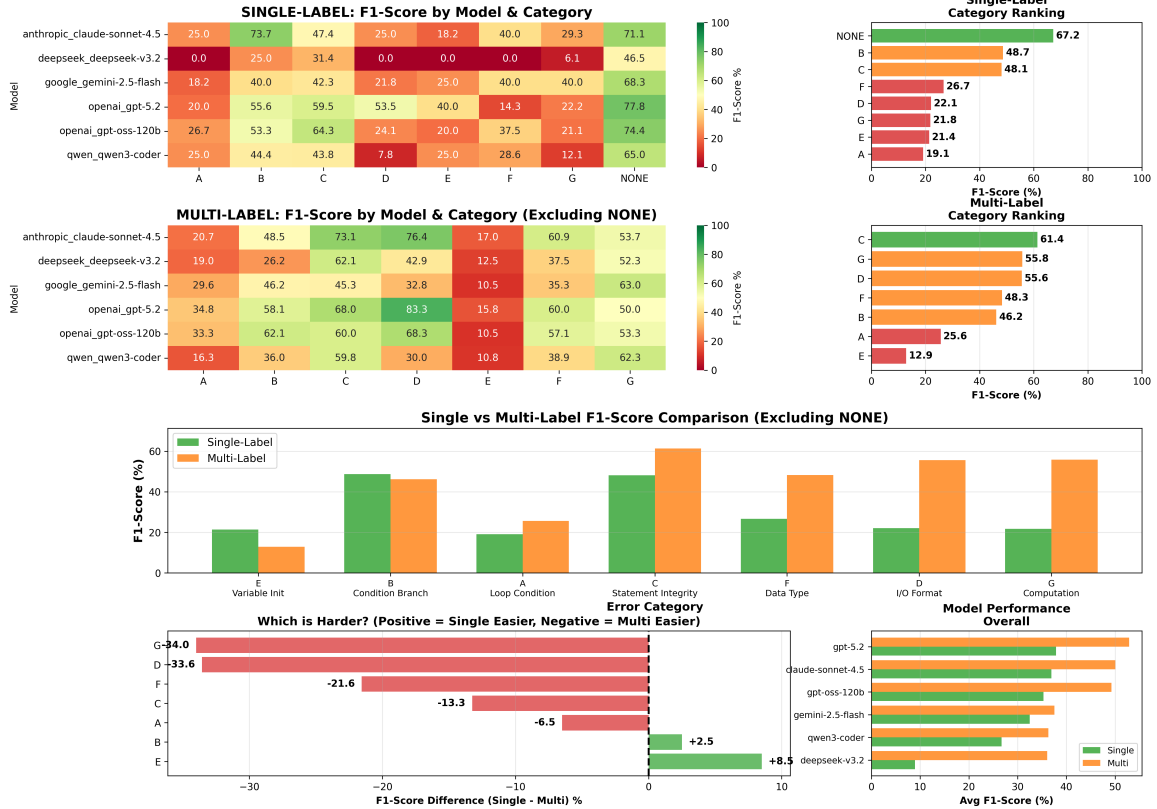 SINGLE-LABEL: F1-Score by Model & Category
Model
anthropic_claude-sonnet-4.5 25.0 73.7 47.4 25.0 18.2 40.0 29.3 71.1
deepseek_deepseek-v3.2 0.0 25.0 31.4 0.0 0.0 0.0 6.1 46.5
google_gemini-2.5-flash 18.2 40.0 42.3 21.8 25.0 40.0 40.0 68.3
openai_gpt-5.2 20.0 55.6 59.5 53.5 40.0 14.3 22.2 77.8
openai_gpt-oss-120b 26.7 53.3 64.3 24.1 20.0 37.5 21.1 74.4
qwen_qwen3-coder 25.0 44.4 43.8 7.8 25.0 28.6 12.1 65.0
A B C D E F G NONE
100
80
60
40
20
0
F1-Score %
Single-Label
Category Ranking
NONE 67.2
B 48.7
C 48.1
F 26.7
D 22.1
G 21.8
E 21.4
A 19.1
0 20 40 60 80 100
F1-Score (%)
MULTI-LABEL: F1-Score by Model & Category (Excluding NONE)
Model
anthropic_claude-sonnet-4.5 20.7 48.5 73.1 76.4 17.0 60.9 53.7
deepseek_deepseek-v3.2 19.0 26.2 62.1 42.9 12.5 37.5 52.3
google_gemini-2.5-flash 29.6 46.2 45.3 32.8 10.5 35.3 63.0
openai_gpt-5.2 34.8 58.1 68.0 83.3 15.8 60.0 50.0
openai_gpt-oss-120b 33.3 62.1 60.0 68.3 10.5 57.1 53.3
qwen_qwen3-coder 16.3 36.0 59.8 30.0 10.8 38.9 62.3
A B C D E F G
100
80
60
40
20
0
F1-Score %
Multi-Label
Category Ranking
C 61.4
G 55.8
D 55.6
F 48.3
B 46.2
A 25.6
E 12.9
0 20 40 60 80 100
F1-Score (%)
Single vs Multi-Label F1-Score Comparison (Excluding NONE)
F1-Score (%)
60
40
20
0
Single-Label
Multi-Label
E B A C F D G
Variable Init Condition Branch Loop Condition Statement Integrity Data Type I/O Format Computation
Error Category
Which is Harder? (Positive = Single Easier, Negative = Multi Easier)
G -34.0
D -33.6
F -21.6
C -13.3
A -6.5
B +2.5
E +8.5
−30 −20 −10 0 10
F1-Score Difference (Single - Multi) %
Model Performance
Overall
gpt-5.2
claude-sonnet-4.5
gpt-oss-120b
gemini-2.5-flash
qwen3-coder
deepseek-v3.2
Single
Multi
0 10 20 30 40 50
Avg F1-Score (%)